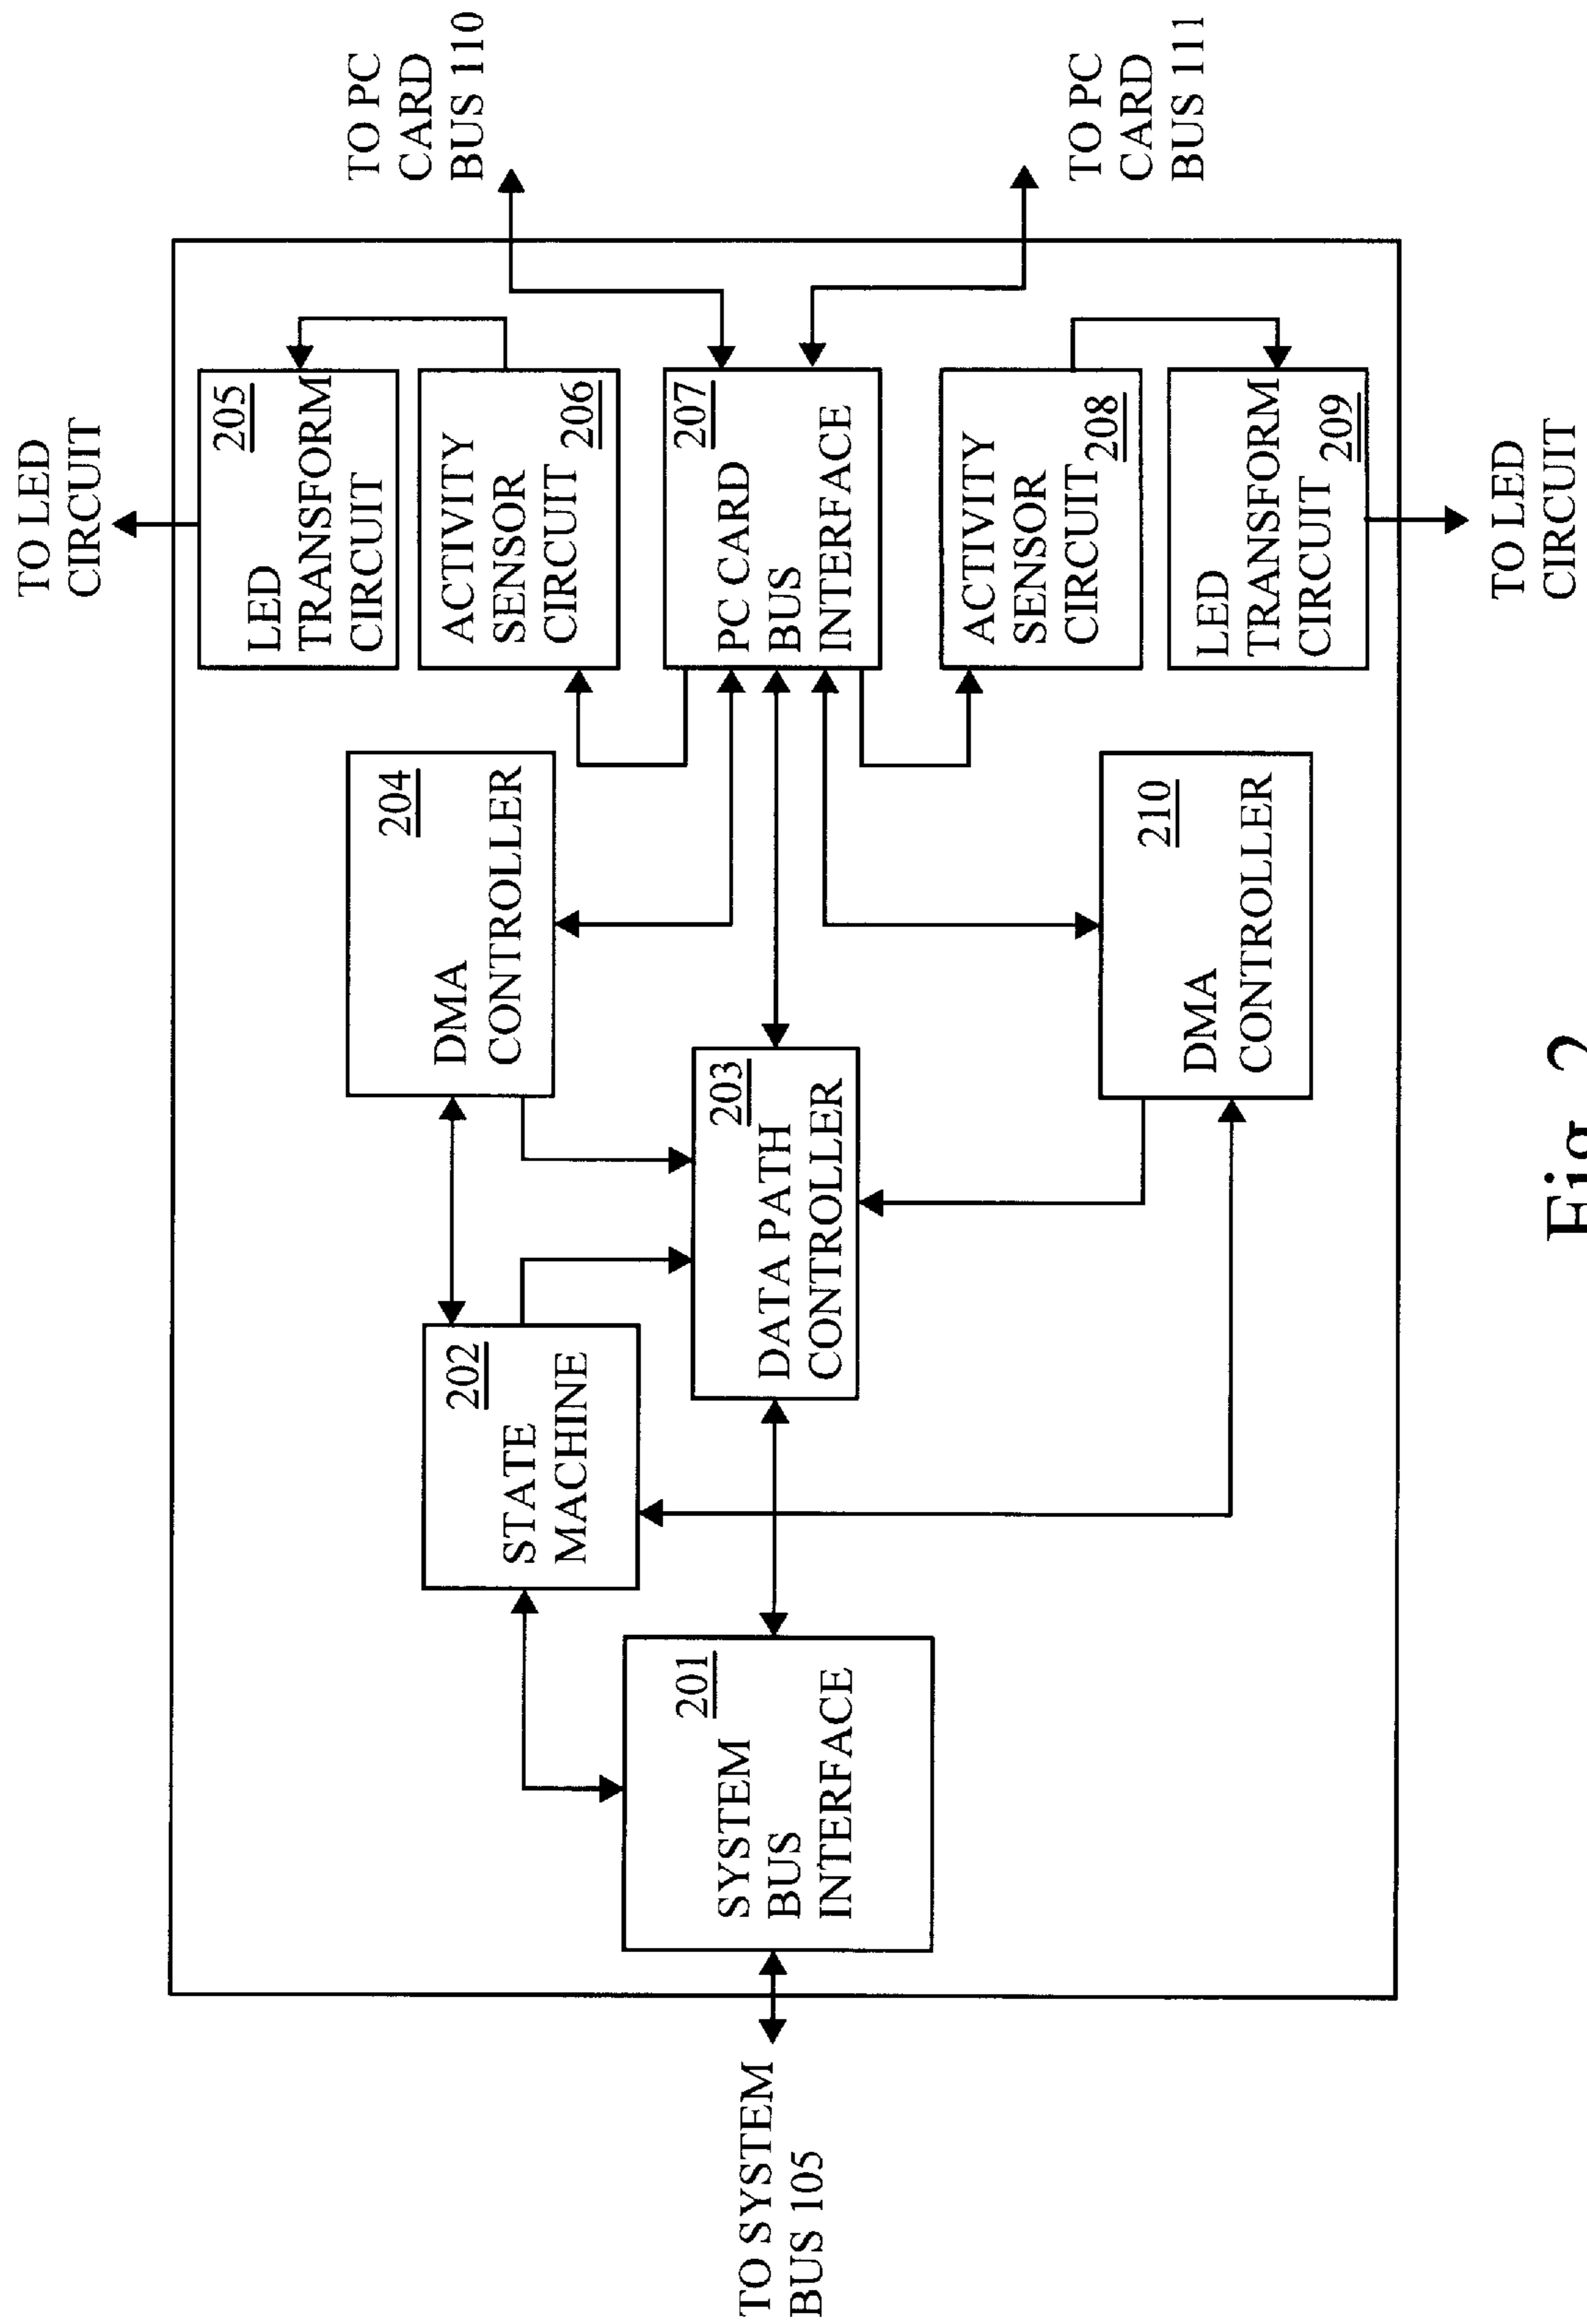 TO LED
CIRCUIT
TO PC
CARD
BUS 110
205
LED
TRANSFORM
CIRCUIT
204
DMA
CONTROLLER
ACTIVITY
SENSOR
CIRCUIT 206
202
STATE
MACHINE
201
SYSTEM
BUS
INTERFACE
TO SYSTEM
BUS 105
203
DATA PATH
CONTROLLER
207
PC CARD
BUS
INTERFACE
ACTIVITY
SENSOR
CIRCUIT 208
TO PC
CARD
BUS 111
210
DMA
CONTROLLER
LED
TRANSFORM
CIRCUIT 209
TO LED
CIRCUIT
Fig. 2